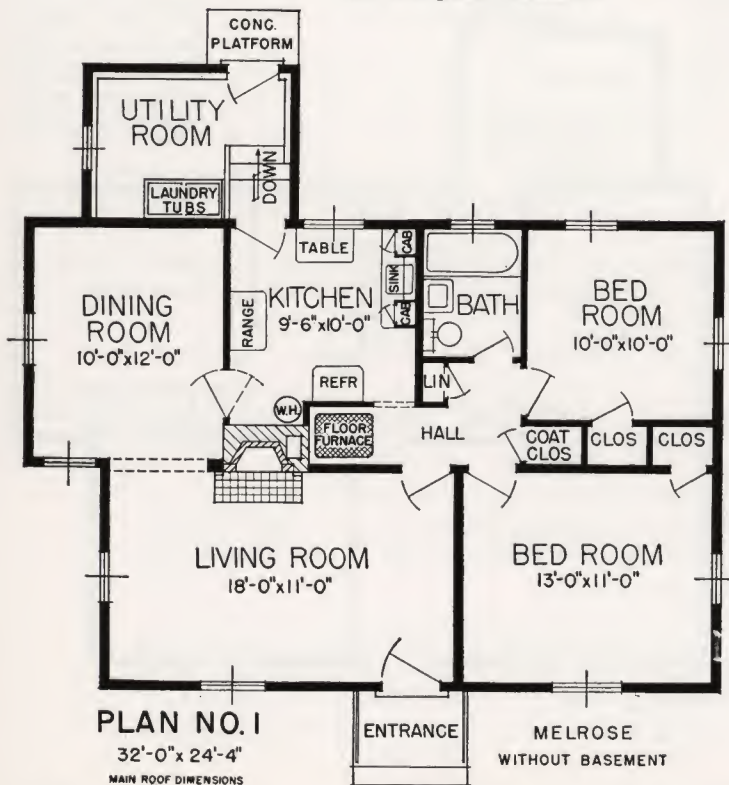 CONC.
PLATFORM
UTILITY
ROOM
DOWN
LAUNDRY
TUBS
TABLE
CAB
SINK
CAB
KITCHEN
9'-6"x10'-0"
RANGE
REFR
W.H.
DINING
ROOM
10'-0"x12'-0"
BATH
LIN
BED
ROOM
10'-0"x10'-0"
FLOOR
FURNACE
HALL
COAT
CLOS
CLOS
CLOS
LIVING ROOM
18'-0"x11'-0"
BED ROOM
13'-0"x11'-0"
ENTRANCE
PLAN NO. 1
32'-0" x 24'-4"
MAIN ROOF DIMENSIONS
MELROSE
WITHOUT BASEMENT